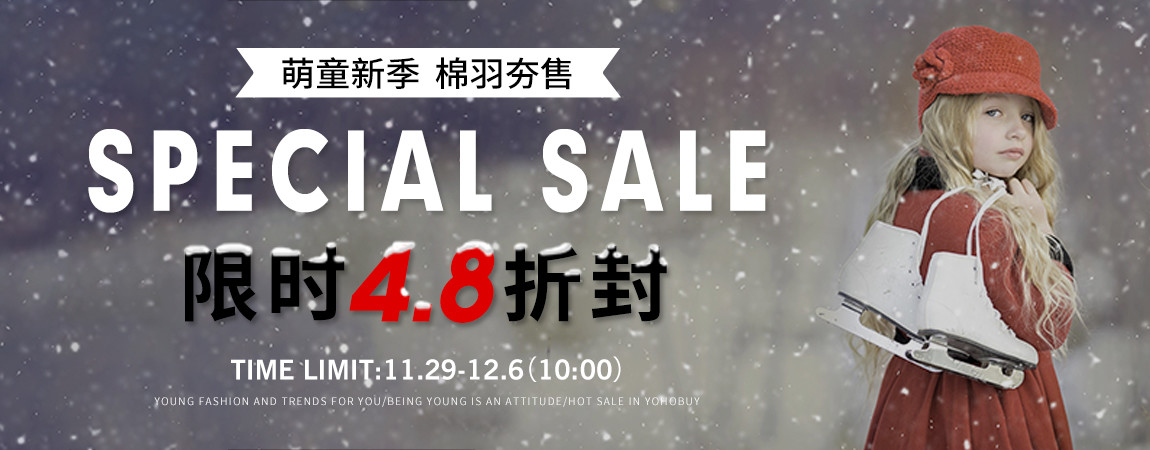 萌童新季 棉羽夯售
SPECIAL SALE
限时4.8折封
TIME LIMIT:11.29-12.6(10:00)
YOUNG FASHION AND TRENDS FOR YOU/BEING YOUNG IS AN ATTITUDE/HOT SALE IN YOHOBUY